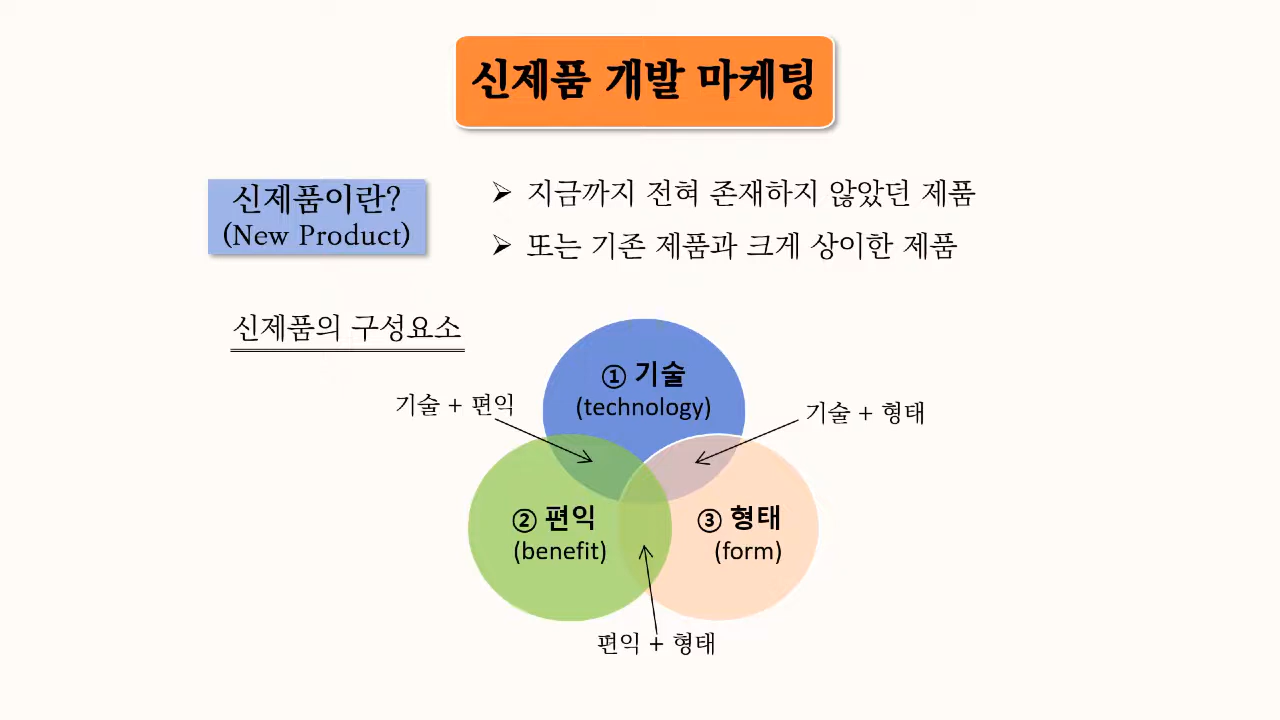 신제품 개발 마케팅
신제품이란?
(New Product)
➢ 지금까지 전혀 존재하지 않았던 제품
➢ 또는 기존 제품과 크게 상이한 제품
신제품의 구성요소
① 기술
(technology)
기술 + 편익
기술 + 형태
② 편익
(benefit)
③ 형태
(form)
편익 + 형태